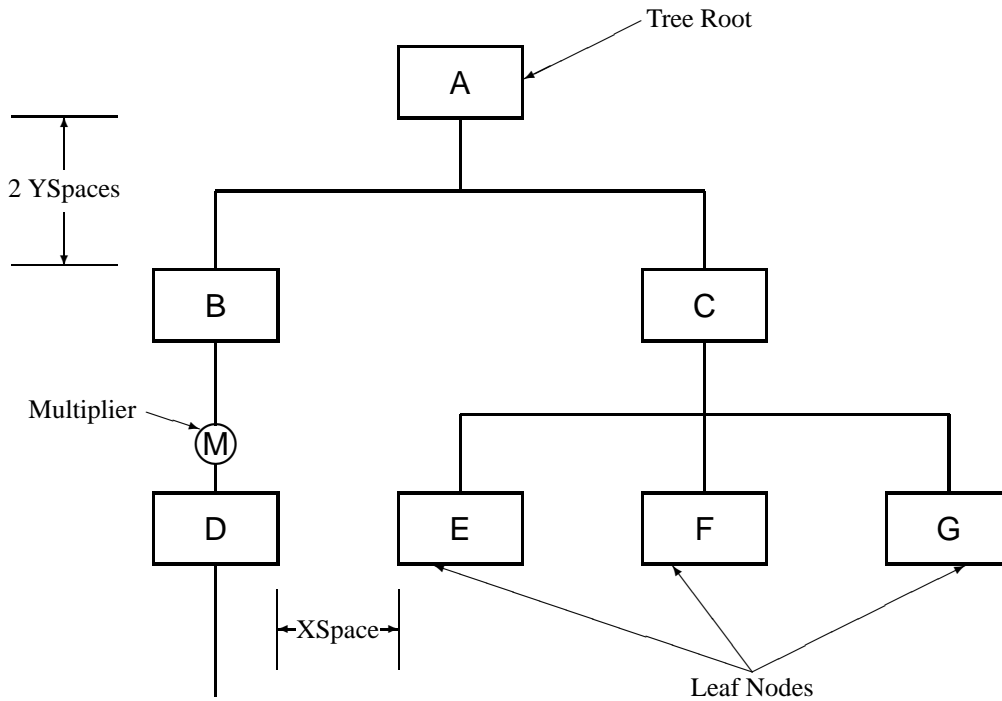 Tree Root
A
2 YSpaces
B
C
Multiplier
M
D
E
F
G
XSpace
Leaf Nodes